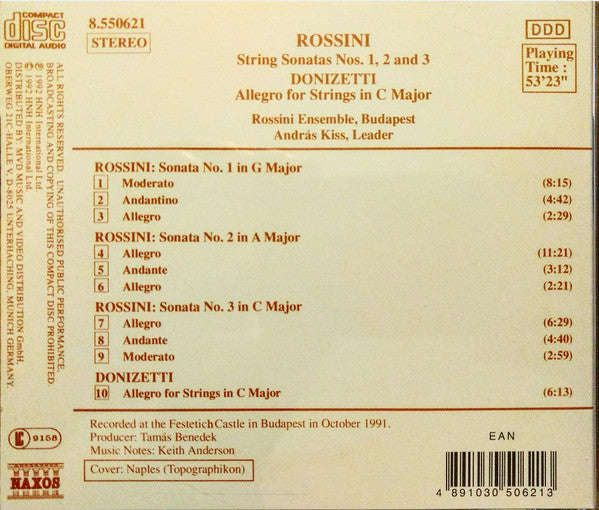 COMPACT
disc
DIGITAL AUDIO
8.550621
STEREO
ROSSINI
String Sonatas Nos. 1, 2 and 3
DONIZETTI
Allegro for Strings in C Major
Rossini Ensemble, Budapest
András Kiss, Leader
DDD
Playing
Time :
53'23"
ALL RIGHTS RESERVED. UNAUTHORISED PUBLIC PERFORMANCE,
BROADCASTING AND COPYING OF THIS COMPACT DISC PROHIBITED.
℗ 1992 HNH International Ltd.
© 1992 HNH International Ltd.
DISTRIBUTED BY: MVD MUSIC AND VIDEO DISTRIBUTION GmbH,
OBERWEG 21C-HALLE V, D-8025 UNTERHACHING, MUNICH GERMANY.
ROSSINI: Sonata No. 1 in G Major
1 Moderato (8:15)
2 Andantino (4:42)
3 Allegro (2:29)
ROSSINI: Sonata No. 2 in A Major
4 Allegro (11:21)
5 Andante (3:12)
6 Allegro (2:21)
ROSSINI: Sonata No. 3 in C Major
7 Allegro (6:29)
8 Andante (4:40)
9 Moderato (2:59)
DONIZETTI
10 Allegro for Strings in C Major (6:13)
Recorded at the Festetich Castle in Budapest in October 1991.
Producer: Tamás Benedek
Music Notes: Keith Anderson
Cover: Naples (Topographikon)
LC 9158
NAXOS
EAN
4 891030 506213